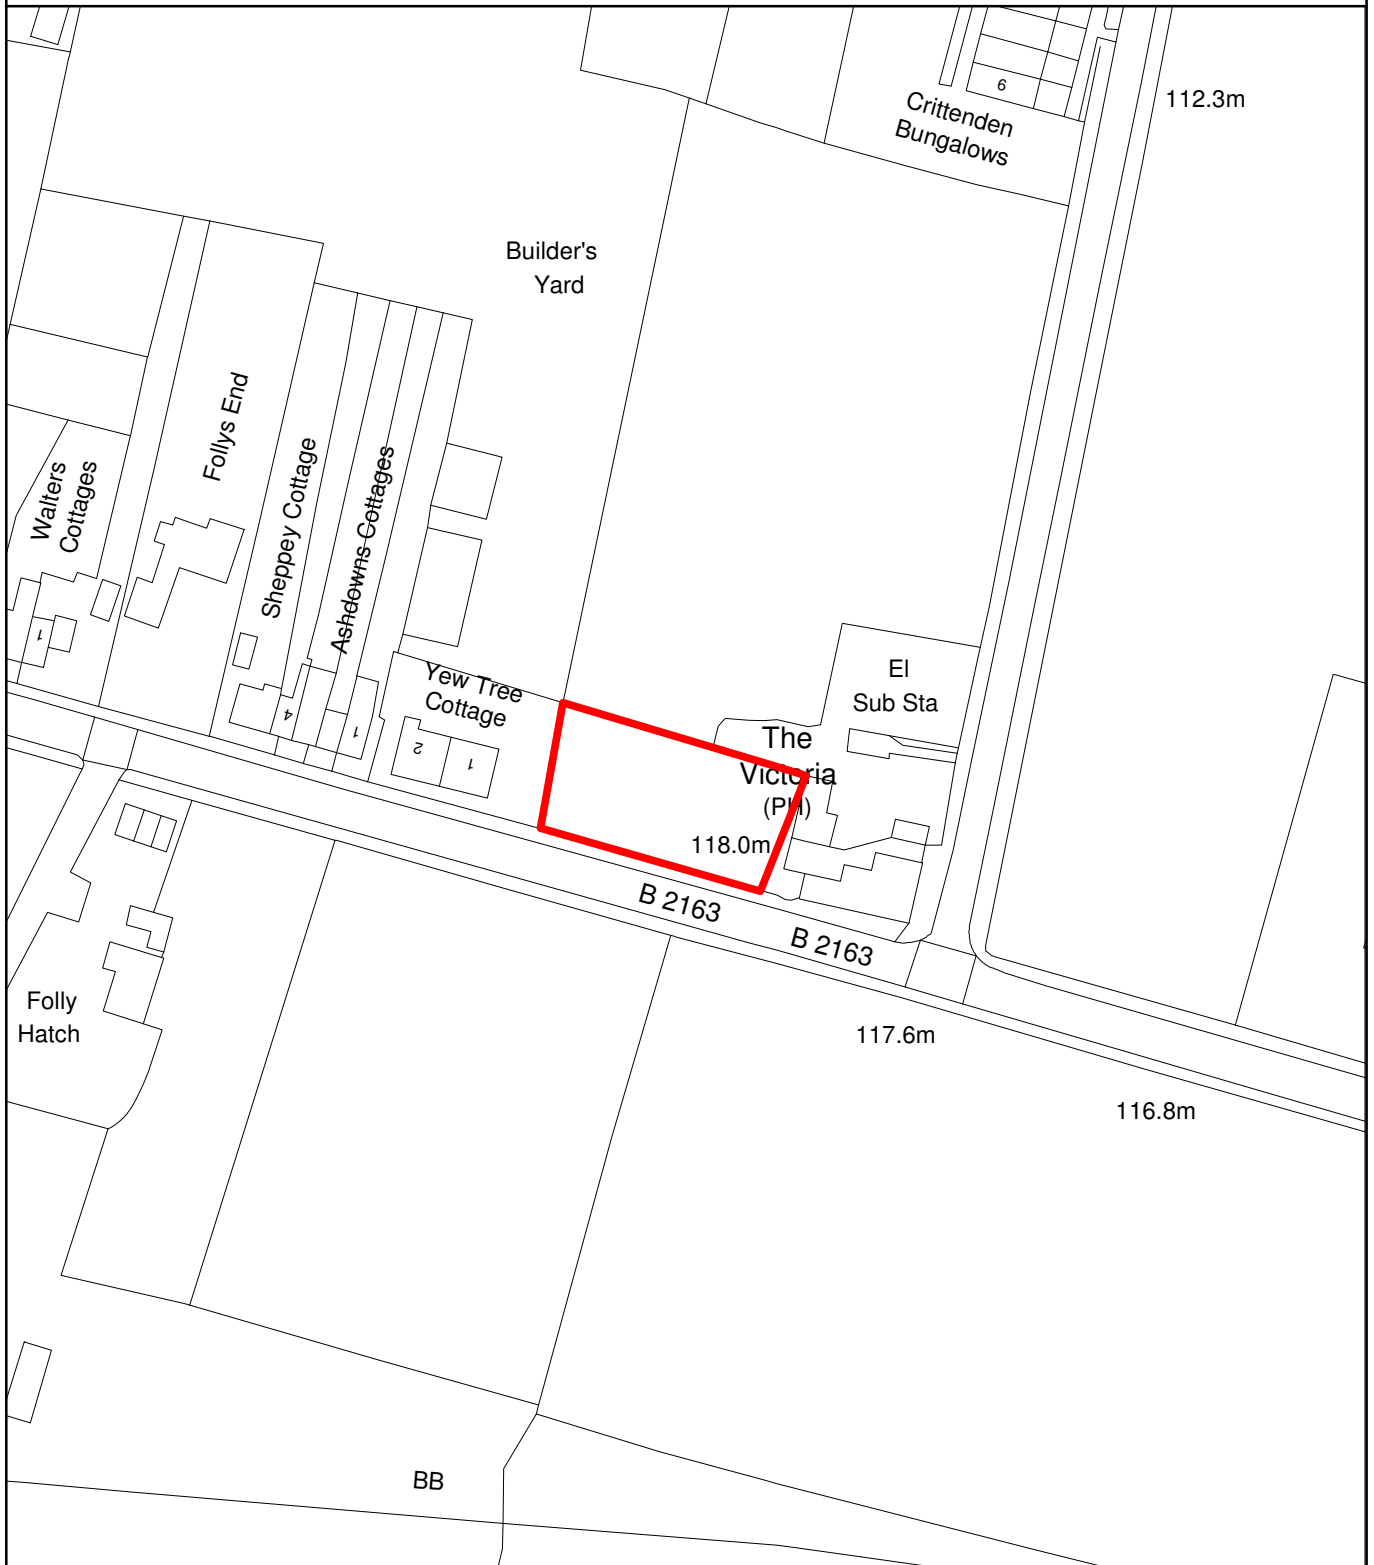 6
112.3m
Crittenden
Bungalows
Builder's
Yard
Follys End
Sheppey Cottage
Ashdowns Cottages
Walters
Cottages
1
4
1
Yew Tree
Cottage
2
1
El
Sub Sta
The
Victoria
(PH)
118.0m
B 2163
B 2163
Folly
Hatch
117.6m
116.8m
BB